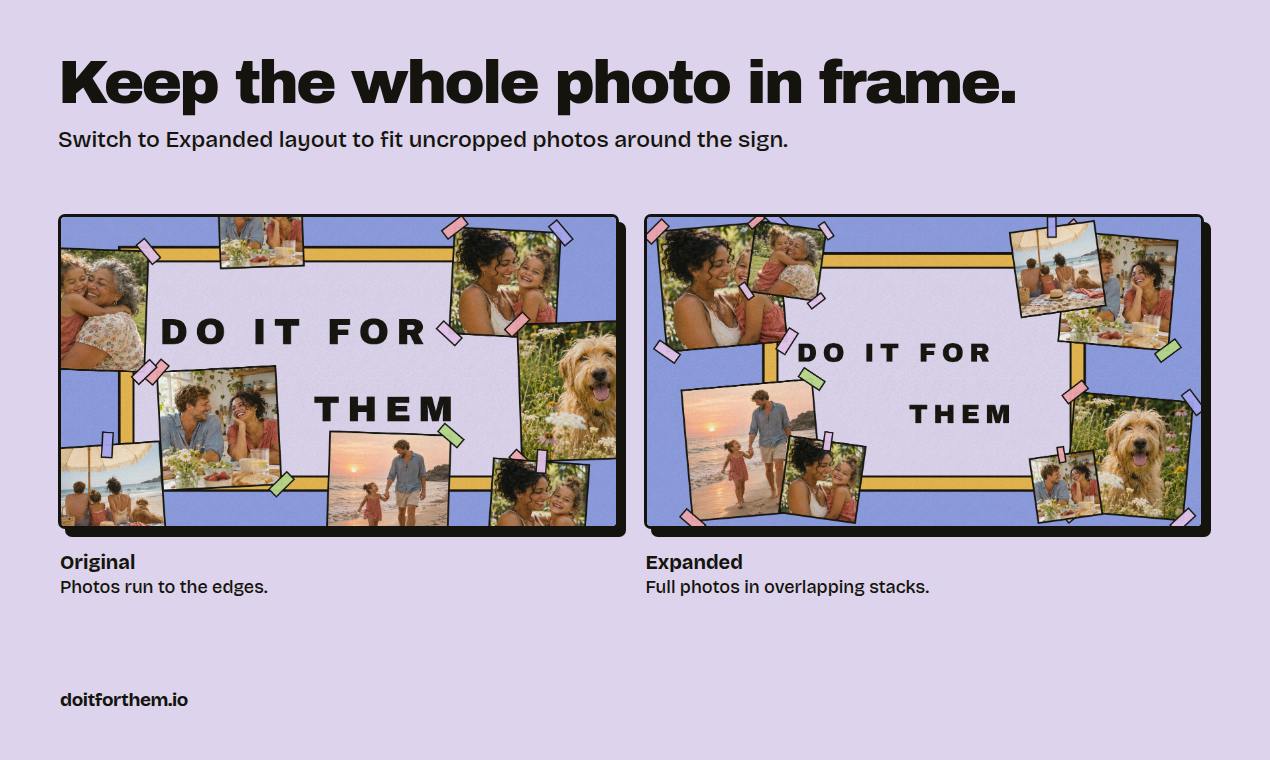 Keep the whole photo in frame.
Switch to Expanded layout to fit uncropped photos around the sign.
DO IT FOR
THEM
DO IT FOR
THEM
Original
Photos run to the edges.
Expanded
Full photos in overlapping stacks.
doitforthem.io